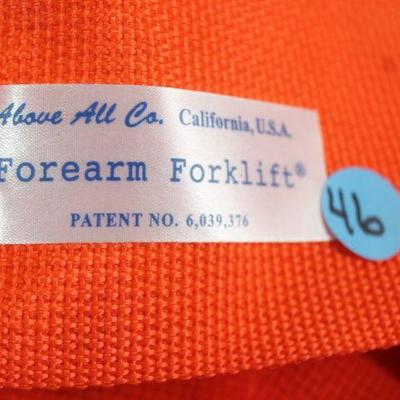 Above All Co. California, U.S.A.
Forearm Forklift®
PATENT NO. 6,039,376
46